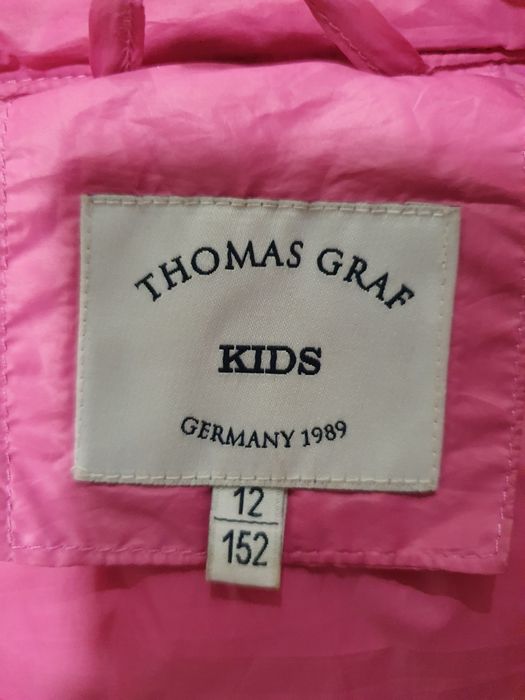 THOMAS GRAF
KIDS
GERMANY 1989
12
152